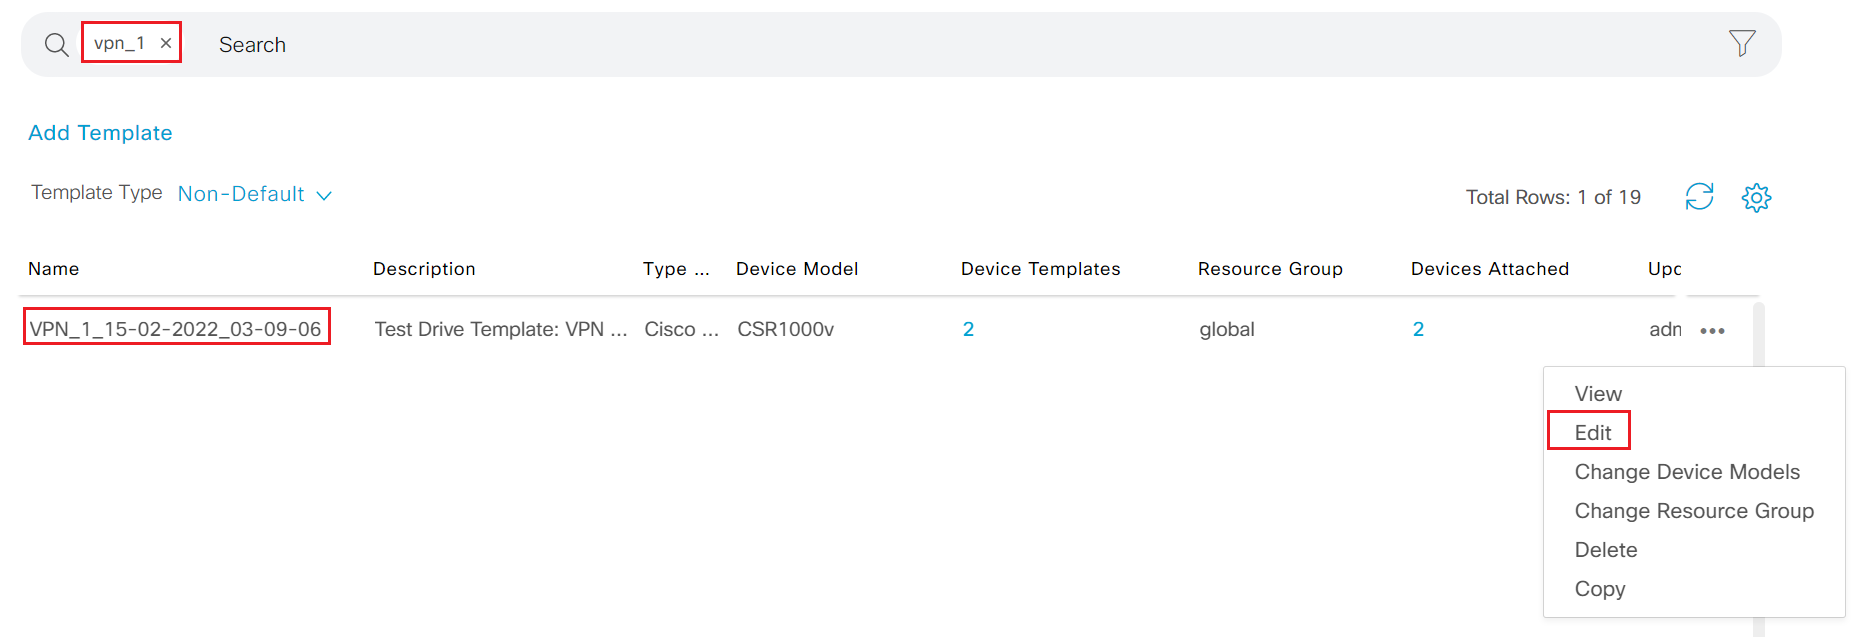 vpn_1 × Search
Add Template
Template Type Non-Default
Total Rows: 1 of 19
Name Description Type ... Device Model Device Templates Resource Group Devices Attached Upd
VPN_1_15-02-2022_03-09-06 Test Drive Template: VPN ... Cisco ... CSR1000v 2 global 2 adm •••
View
Edit
Change Device Models
Change Resource Group
Delete
Copy